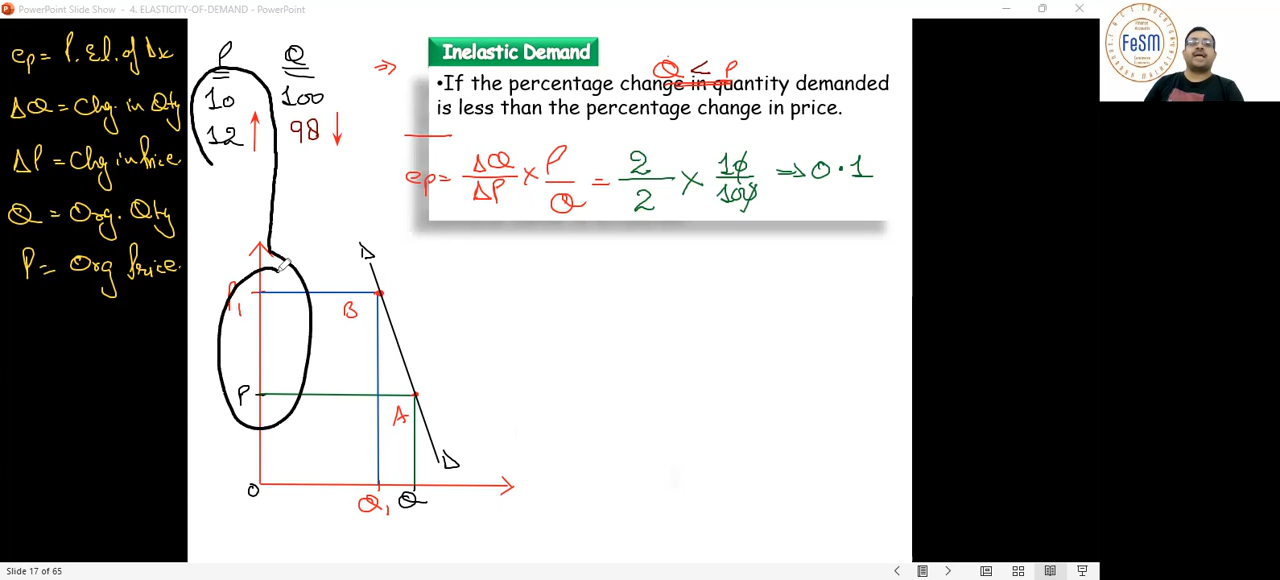 PowerPoint Slide Show - 4. ELASTICITY-OF-DEMAND - PowerPoint
ep = P. El. of Dx
ΔQ = Chg in Qty
ΔP = Chg in Price
Q = Org. Qty
P = Org Price
P Q
10 100
12 98
⇒
Inelastic Demand
Q < P
•If the percentage change in quantity demanded
is less than the percentage change in price.
ep = ΔQ/ΔP × P/Q = 2/2 × 10/100 ⇒ 0.1
D
P1
B
P
A
D
O
Q1 Q
FeSM
Slide 17 of 65